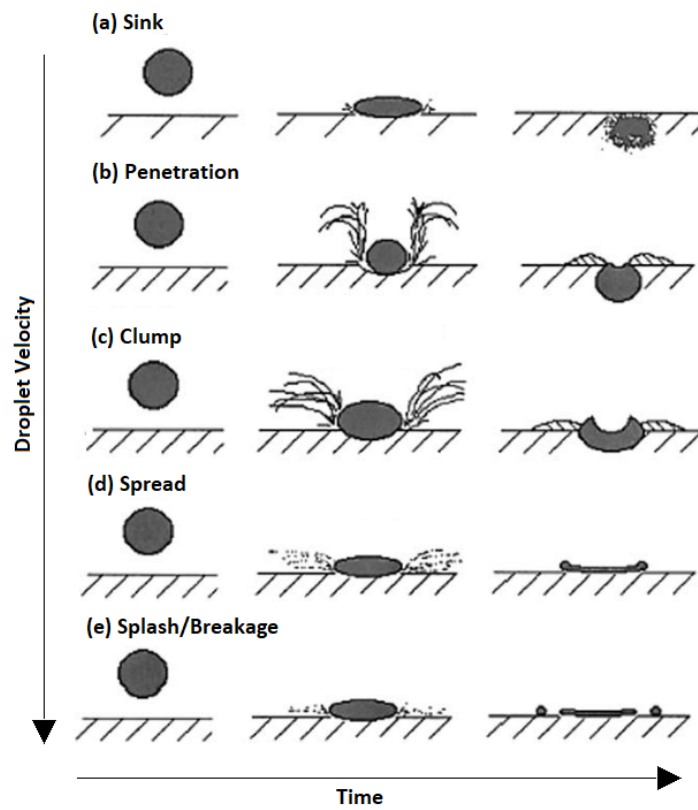 (a) Sink
(b) Penetration
(c) Clump
(d) Spread
(e) Splash/Breakage
Droplet Velocity
Time